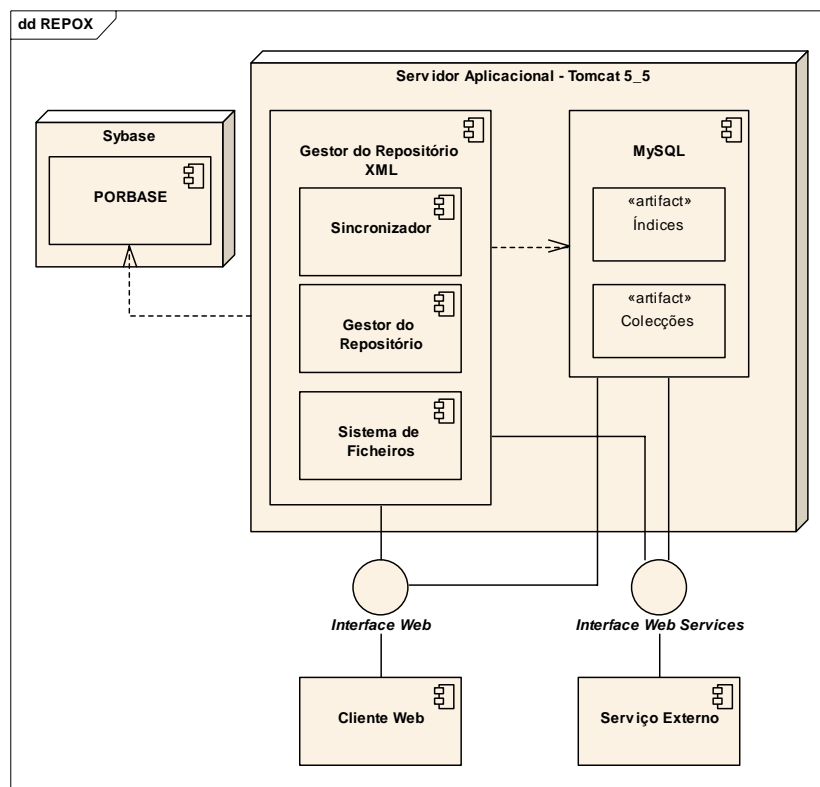 dd REPOX
Servidor Aplicacional - Tomcat 5_5
Sybase
PORBASE
Gestor do Repositório
XML
Sincronizador
Gestor do
Repositório
Sistema de
Ficheiros
MySQL
«artifact»
Índices
«artifact»
Colecções
Interface Web
Interface Web Services
Cliente Web
Serviço Externo